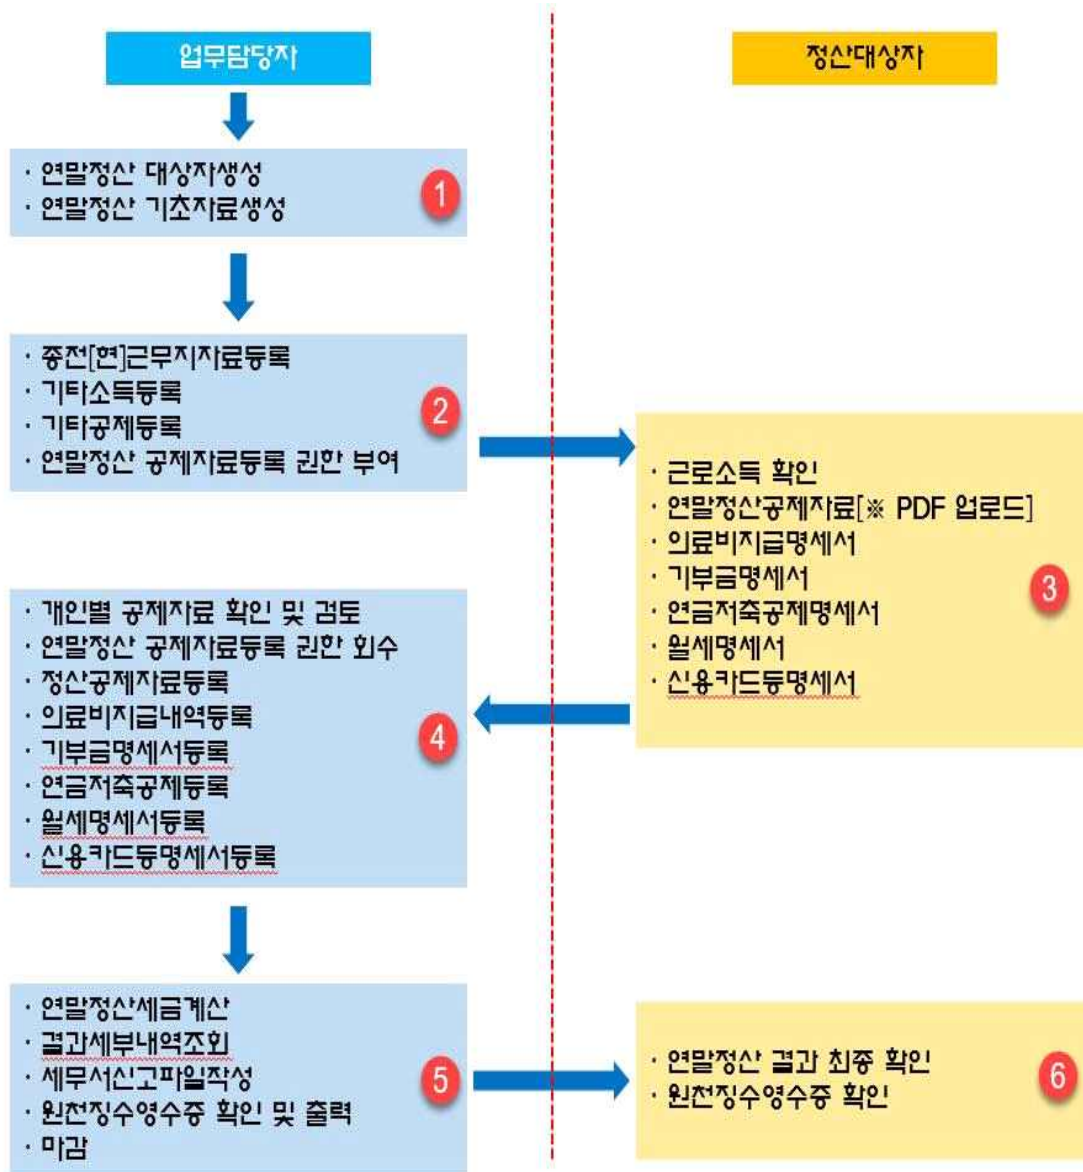 업무담당자
정산대상자
· 연말정산 대상자생성
· 연말정산 기초자료생성
1
· 종전[현]근무지자료등록
· 기타소득등록
· 기타공제등록
· 연말정산 공제자료등록 권한 부여
2
· 근로소득 확인
· 연말정산공제자료[※ PDF 업로드]
· 의료비지급명세서
· 기부금명세서
· 연금저축공제명세서
· 월세명세서
· 신용카드등명세서
3
· 개인별 공제자료 확인 및 검토
· 연말정산 공제자료등록 권한 회수
· 정산공제자료등록
· 의료비지급내역등록
· 기부금명세서등록
· 연금저축공제등록
· 월세명세서등록
· 신용카드등명세서등록
4
· 연말정산세금계산
· 결과세부내역조회
· 세무서신고파일작성
· 원천징수영수증 확인 및 출력
· 마감
5
· 연말정산 결과 최종 확인
· 원천징수영수증 확인
6